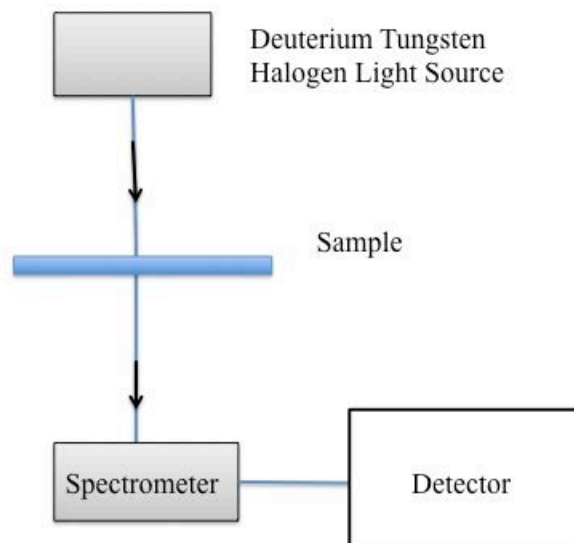 Deuterium Tungsten
Halogen Light Source
Sample
Spectrometer
Detector